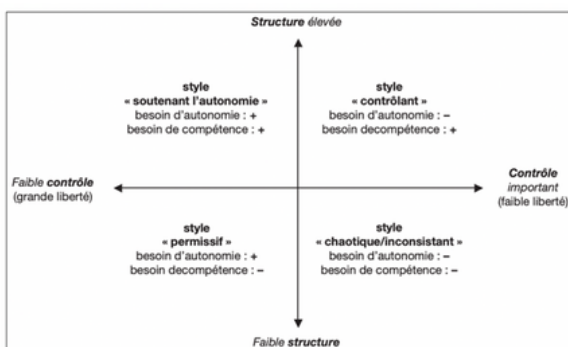 Structure élevée
style
« soutenant l'autonomie »
besoin d'autonomie : +
besoin de compétence : +
style
« contrôlant »
besoin d'autonomie : –
besoin decompétence : +
Faible contrôle
(grande liberté)
Contrôle
important
(faible liberté)
style
« permissif »
besoin d'autonomie : +
besoin decompétence : –
style
« chaotique/inconsistant »
besoin d'autonomie : –
besoin de compétence : –
Faible structure